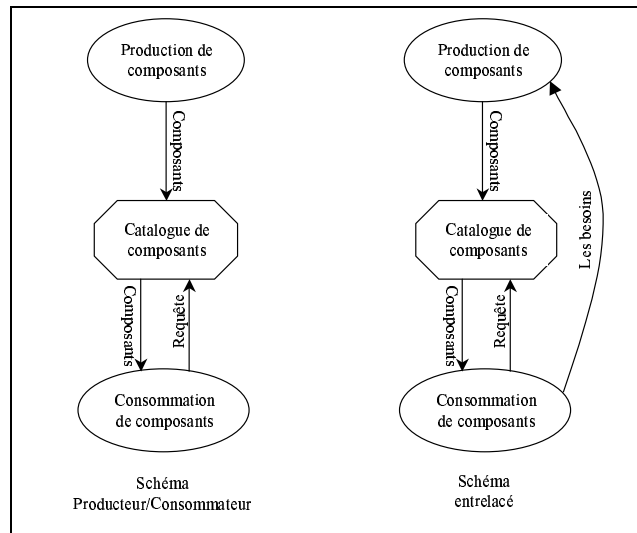 Production de
composants
Composants
Catalogue de
composants
Composants
Requête
Consommation
de composants
Schéma
Producteur/Consommateur
Production de
composants
Composants
Catalogue de
composants
Composants
Requête
Les besoins
Consommation
de composants
Schéma
entrelacé